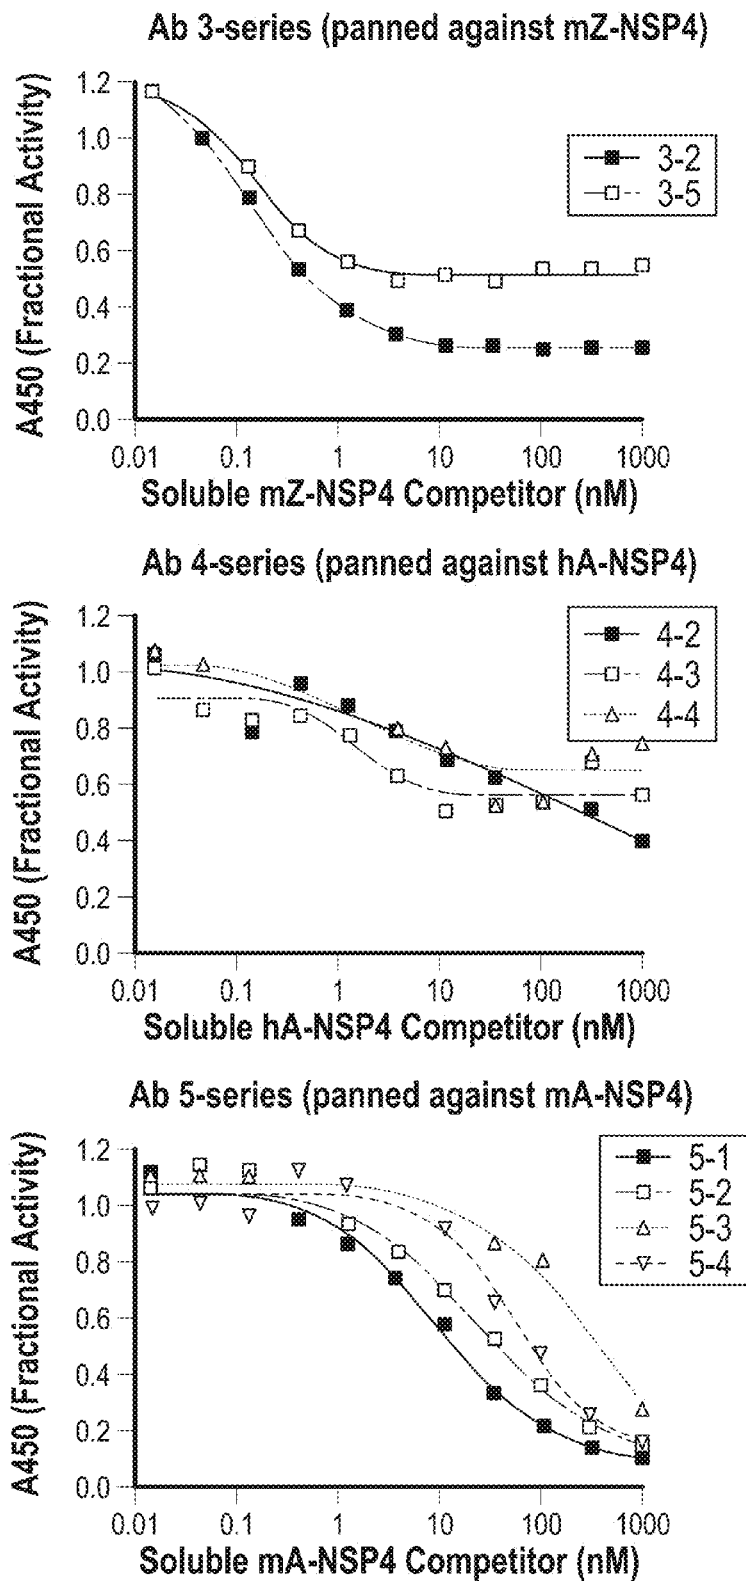 Ab 3-series (panned against mZ-NSP4)
A450 (Fractional Activity)
1.2
1.0
0.8
0.6
0.4
0.2
0.0
3-2
3-5
0.01 0.1 1 10 100 1000
Soluble mZ-NSP4 Competitor (nM)
Ab 4-series (panned against hA-NSP4)
A450 (Fractional Activity)
1.2
1.0
0.8
0.6
0.4
0.2
0.0
4-2
4-3
4-4
0.01 0.1 1 10 100 1000
Soluble hA-NSP4 Competitor (nM)
Ab 5-series (panned against mA-NSP4)
A450 (Fractional Activity)
1.2
1.0
0.8
0.6
0.4
0.2
0.0
5-1
5-2
5-3
5-4
0.01 0.1 1 10 100 1000
Soluble mA-NSP4 Competitor (nM)